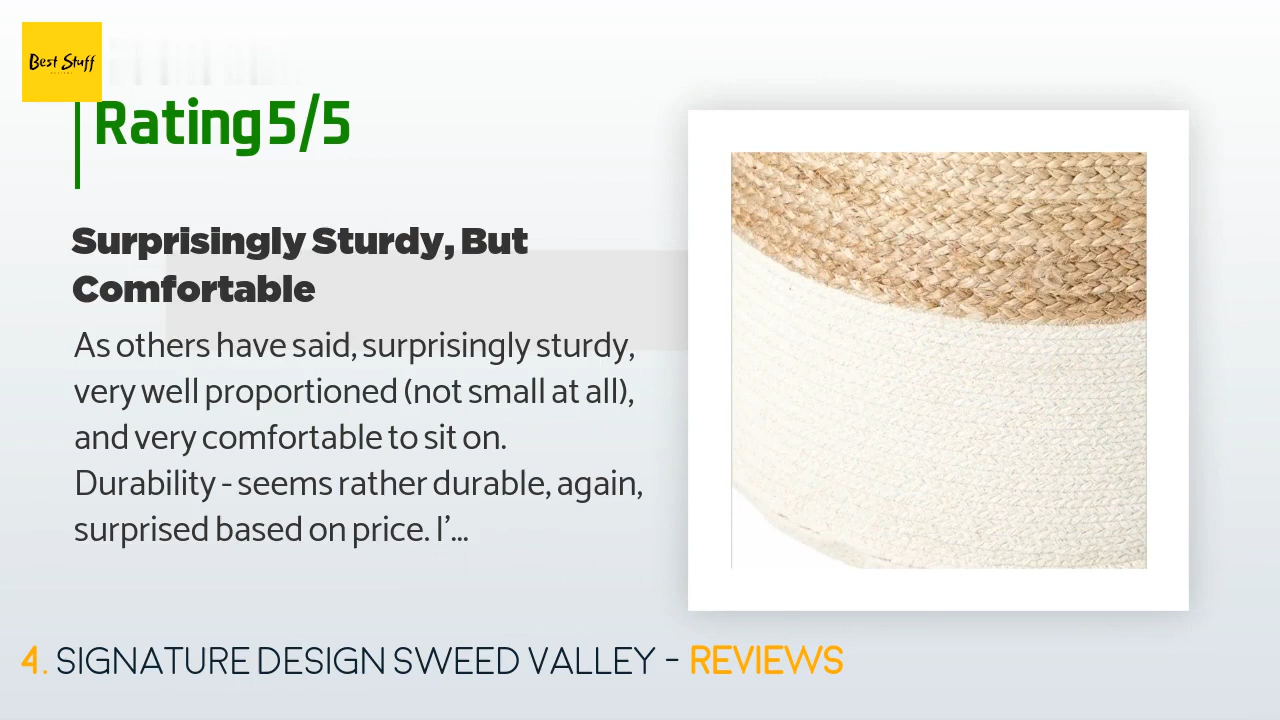 Best Stuff
Rating 5/5
Surprisingly Sturdy, But
Comfortable
As others have said, surprisingly sturdy,
very well proportioned (not small at all),
and very comfortable to sit on.
Durability - seems rather durable, again,
surprised based on price. I’...
4. SIGNATURE DESIGN SWEED VALLEY - REVIEWS